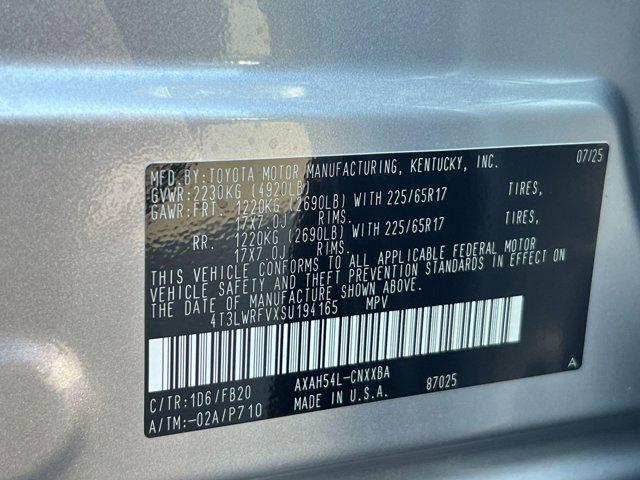 MFD BY:TOYOTA MOTOR MANUFACTURING, KENTUCKY, INC. 07/25
GVWR:2230KG (4920LB)
GAWR:FRT. 1220KG (2690LB) WITH 225/65R17 TIRES,
17X7.0J RIMS.
RR. 1220KG (2690LB) WITH 225/65R17 TIRES,
17X7.0J RIMS.
THIS VEHICLE CONFORMS TO ALL APPLICABLE FEDERAL MOTOR
VEHICLE SAFETY AND THEFT PREVENTION STANDARDS IN EFFECT ON
THE DATE OF MANUFACTURE SHOWN ABOVE.
4T3LWRFVXSU194165 MPV
C/TR:1D6/FB20 AXAH54L-CNXXBA A
A/TM:-02A/P710 MADE IN U.S.A. 87025